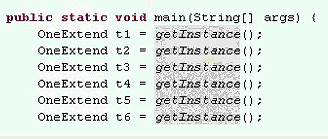 public static void main(String[] args) {
    OneExtend t1 = getInstance();
    OneExtend t2 = getInstance();
    OneExtend t3 = getInstance();
    OneExtend t4 = getInstance();
    OneExtend t5 = getInstance();
    OneExtend t6 = getInstance();